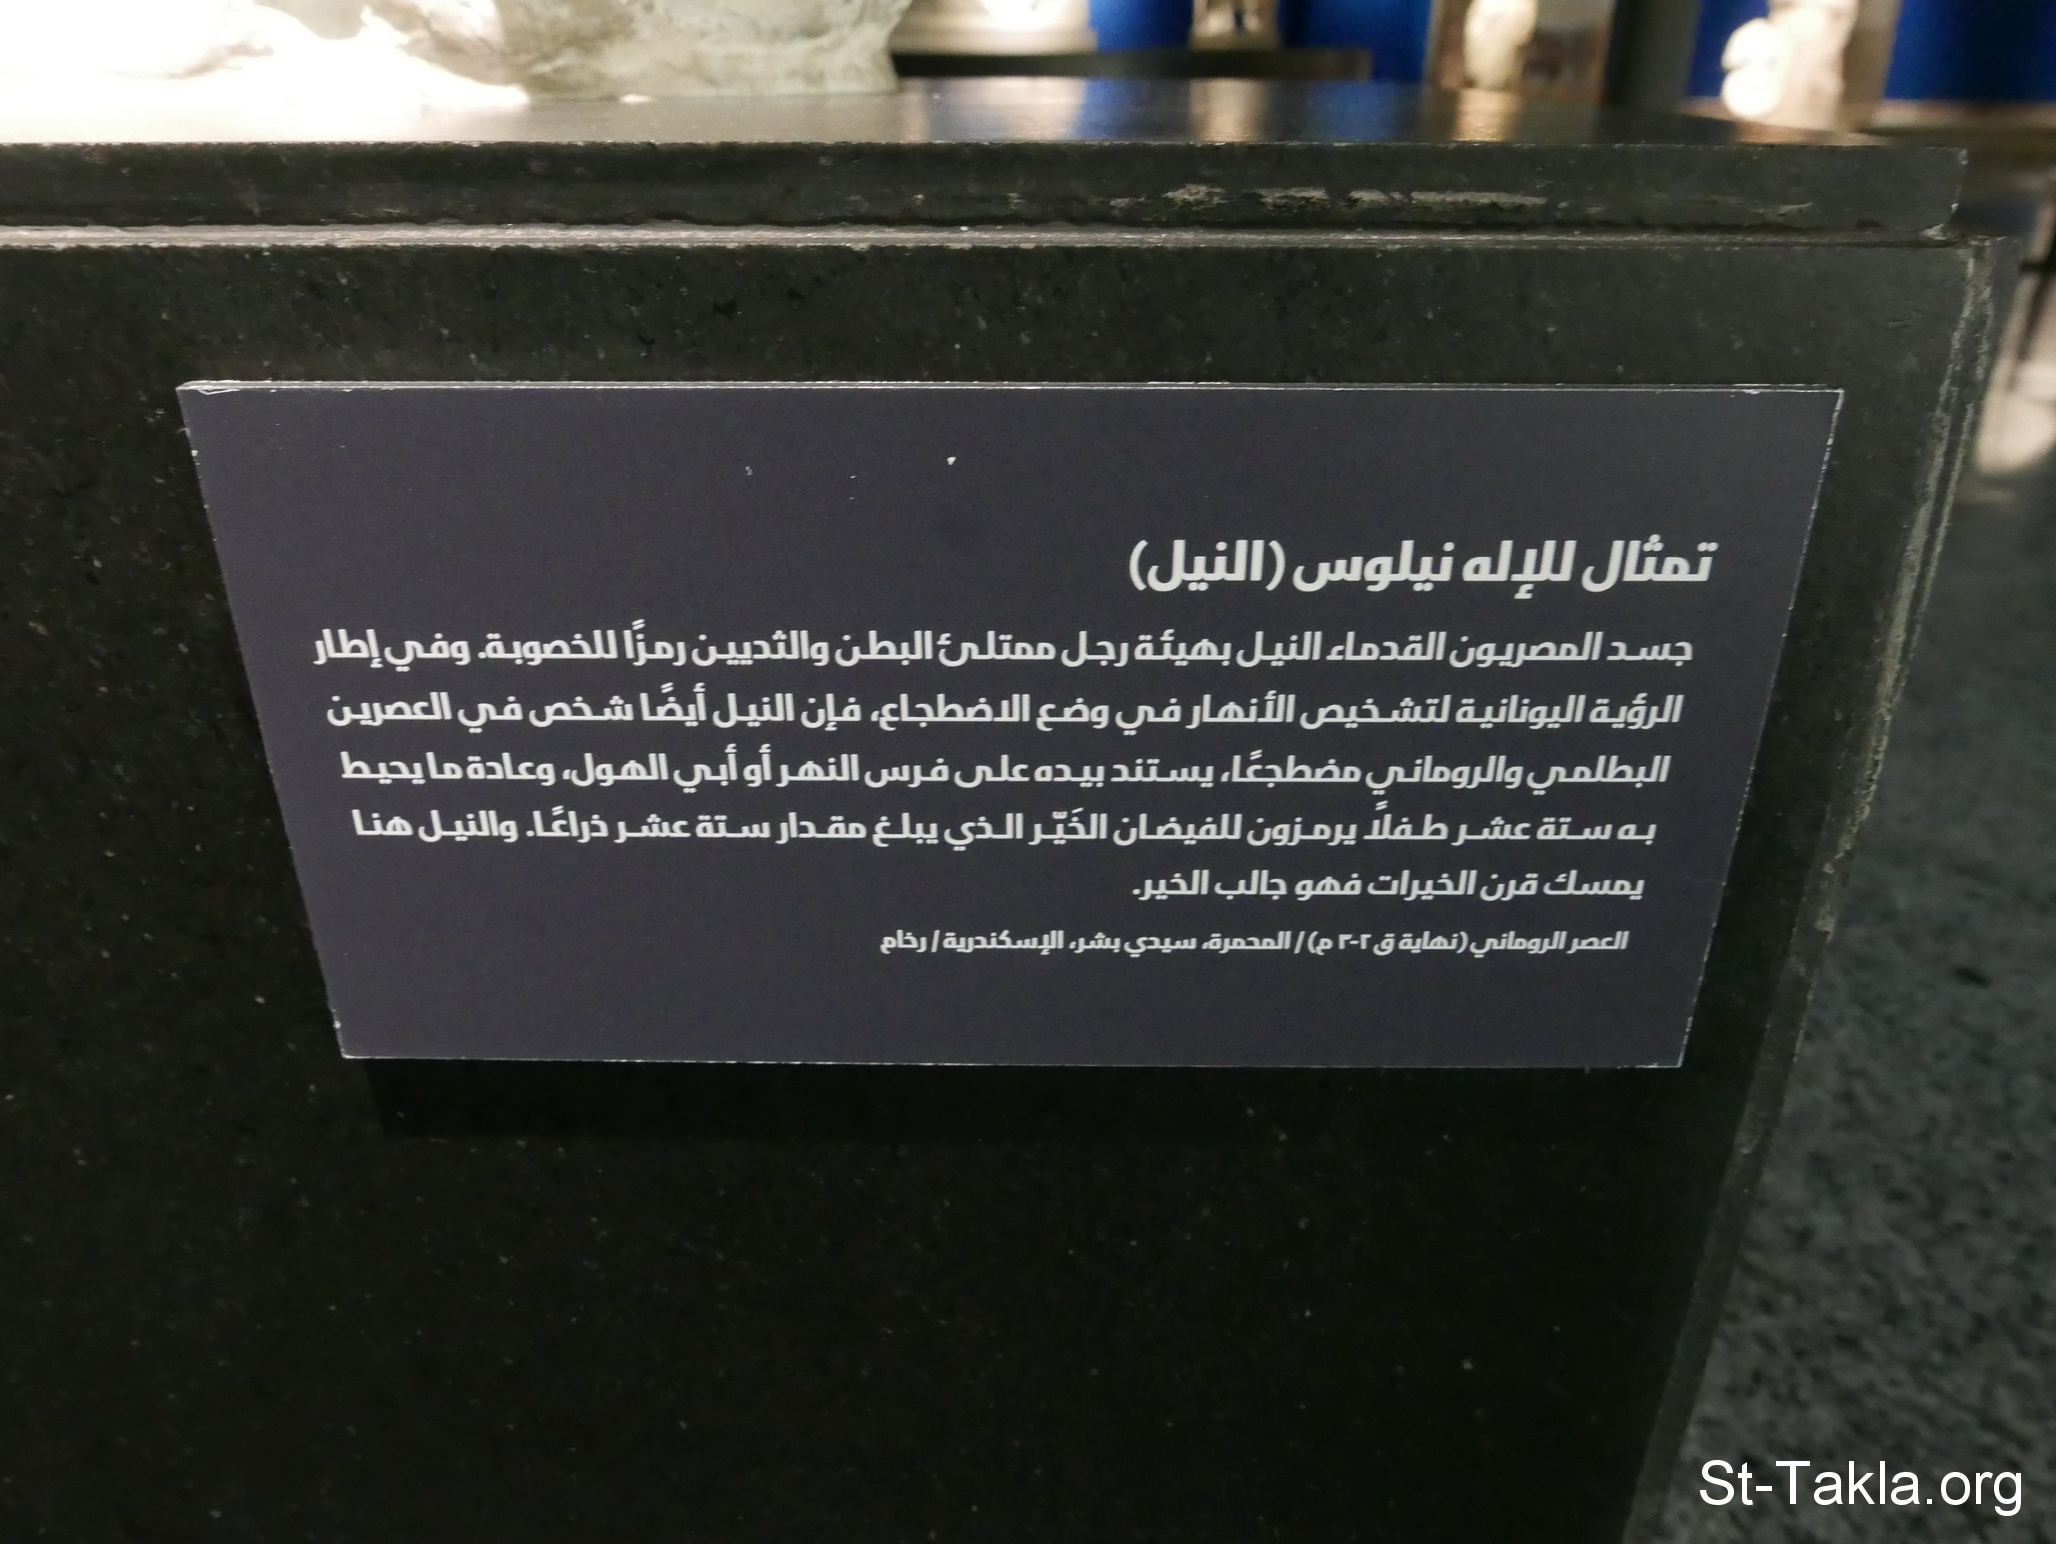 تمثال للإله نيلوس (النيل)
جسد المصريون القدماء النيل بهيئة رجل ممتلئ البطن والثديين رمزًا للخصوبة. وفي إطار
الرؤية اليونانية لتشخيص الأنهار في وضع الاضطجاع، فإن النيل أيضًا شخص في العصرين
البطلمي والروماني مضطجعًا، يستند بيده على فرس النهر أو أبي الهول، وعادة ما يحيط
به ستة عشر طفلًا يرمزون للفيضان الخَيّر الذي يبلغ مقدار ستة عشر ذراعًا. والنيل هنا
يمسك قرن الخيرات فهو جالب الخير.
العصر الروماني (نهاية ق ٢-٣ م) / المحمرة، سيدي بشر، الإسكندرية / رخام
St-Takla.org